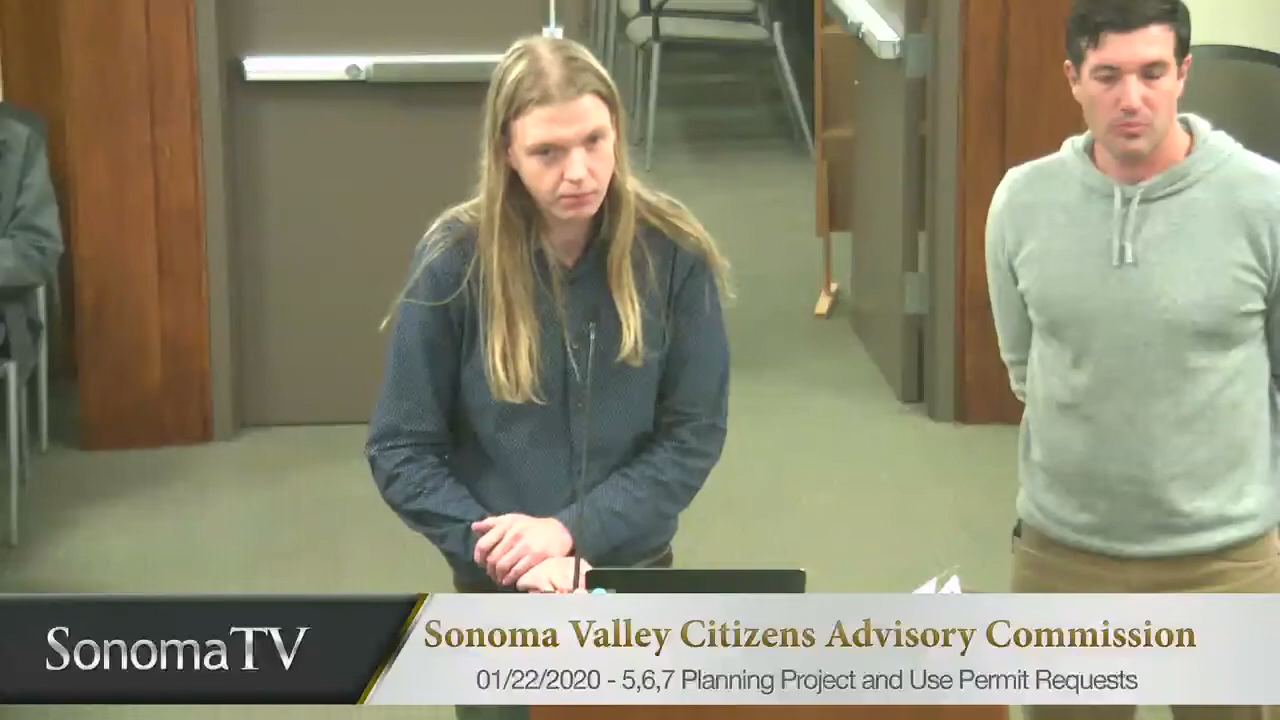 SonomaTV
Sonoma Valley Citizens Advisory Commission
01/22/2020 - 5,6,7 Planning Project and Use Permit Requests